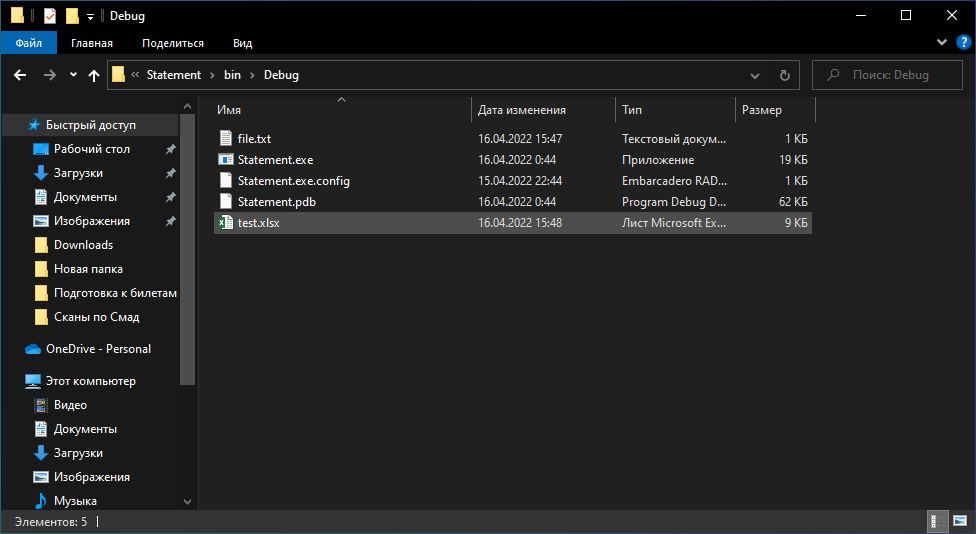 Debug
Файл Главная Поделиться Вид
« Statement › bin › Debug Поиск: Debug
Имя Дата изменения Тип Размер
Быстрый доступ
Рабочий стол
Загрузки
Документы
Изображения
Downloads
Новая папка
Подготовка к билетам
Сканы по Смад
OneDrive - Personal
Этот компьютер
Видео
Документы
Загрузки
Изображения
Музыка
file.txt 16.04.2022 15:47 Текстовый докум... 1 КБ
Statement.exe 16.04.2022 0:44 Приложение 19 КБ
Statement.exe.config 15.04.2022 22:44 Embarcadero RAD... 1 КБ
Statement.pdb 16.04.2022 0:44 Program Debug D... 62 КБ
test.xlsx 16.04.2022 15:48 Лист Microsoft Ex... 9 КБ
Элементов: 5